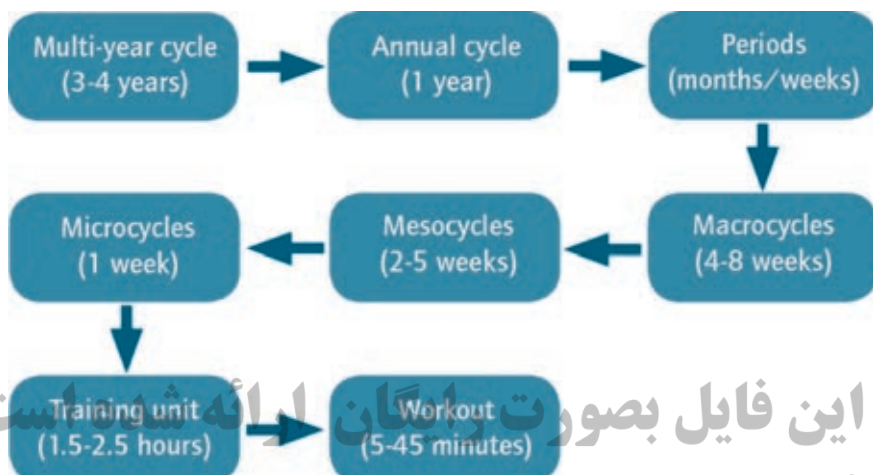 Multi-year cycle
(3-4 years)
Annual cycle
(1 year)
Periods
(months/weeks)
Macrocycles
(4-8 weeks)
Mesocycles
(2-5 weeks)
Microcycles
(1 week)
Training unit
(1.5-2.5 hours)
Workout
(5-45 minutes)
این فایل بصورت رایگان ارائه شده است